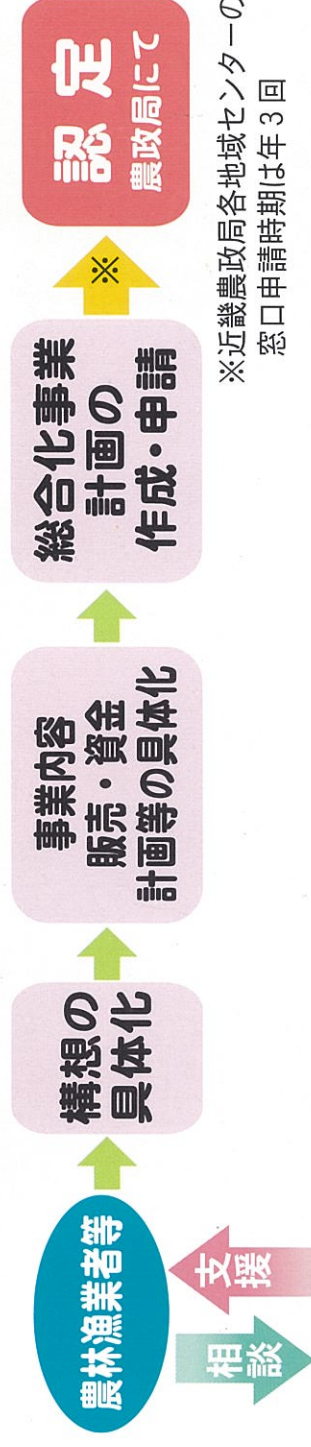 農林漁業者等
相談
支援
構想の
具体化
事業内容
販売・資金
計画等の具体化
総合化事業
計画の
作成・申請
※
認定
農政局にて
※近畿農政局各地域センターの
窓口申請時期は年3回